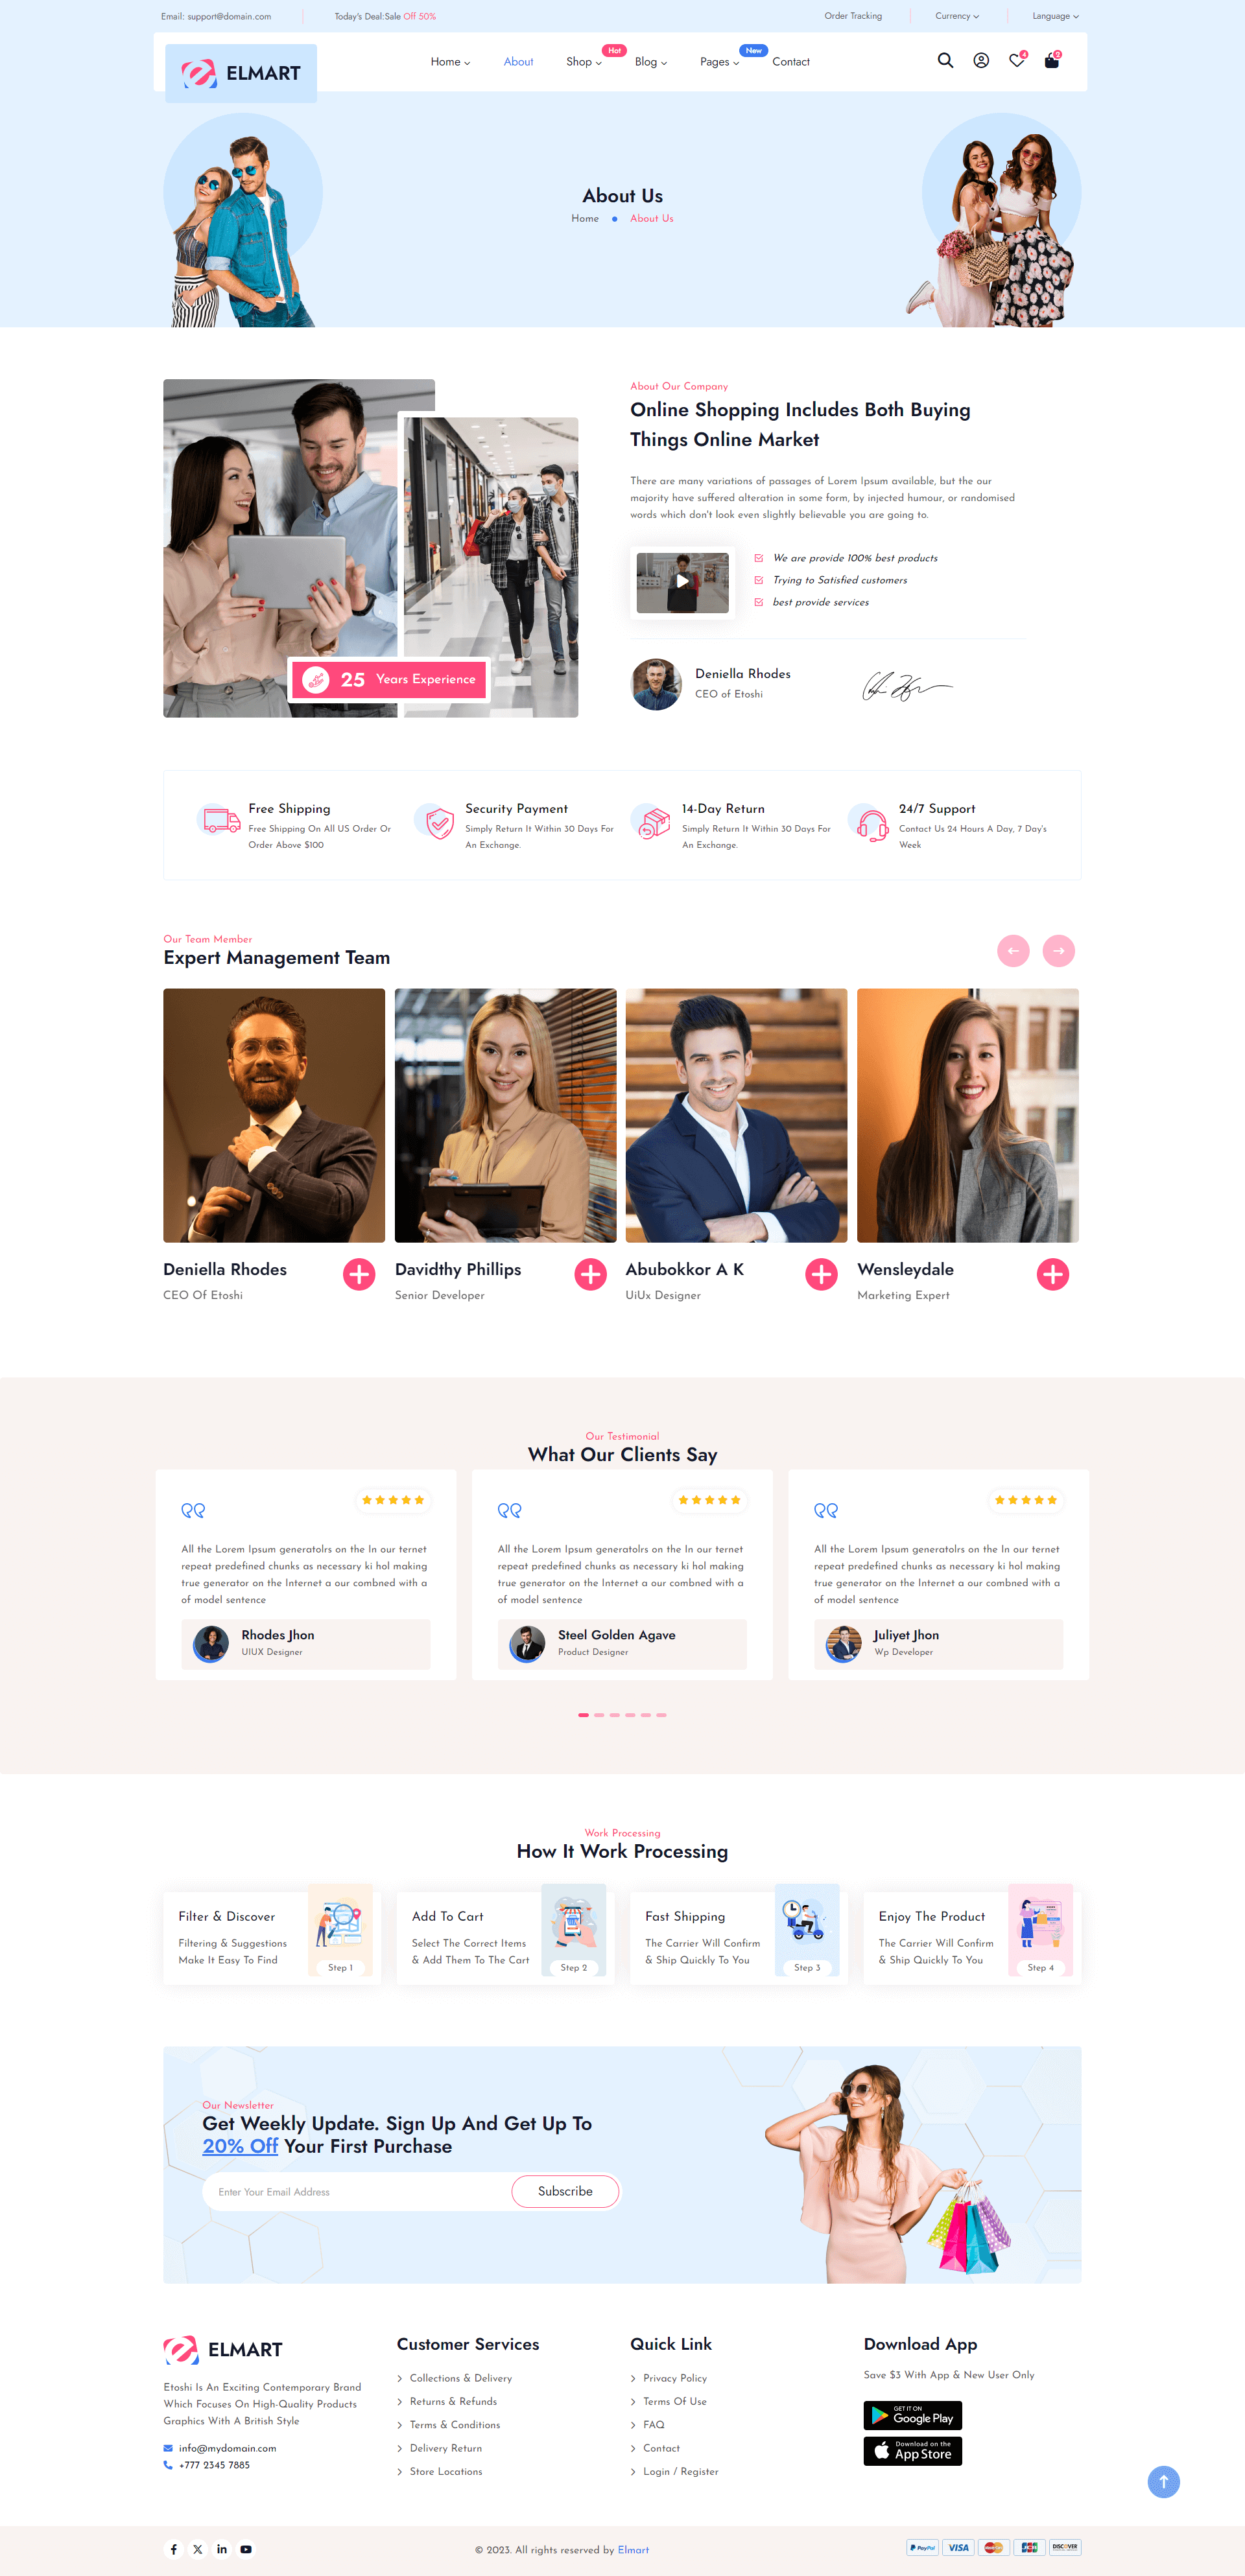 Email: support@domain.com
Today's Deal:Sale Off 50%
Order Tracking
Currency
Language
ELMART
Home
About
Shop
Hot
Blog
Pages
New
Contact
4
2
About Us
Home
About Us
About Our Company
Online Shopping Includes Both Buying
Things Online Market
There are many variations of passages of Lorem Ipsum available, but the our
majority have suffered alteration in some form, by injected humour, or randomised
words which don't look even slightly believable you are going to.
We are provide 100% best products
Trying to Satisfied customers
best provide services
25 Years Experience
Deniella Rhodes
CEO of Etoshi
Free Shipping
Free Shipping On All US Order Or
Order Above $100
Security Payment
Simply Return It Within 30 Days For
An Exchange.
14-Day Return
Simply Return It Within 30 Days For
An Exchange.
24/7 Support
Contact Us 24 Hours A Day, 7 Day's
Week
Our Team Member
Expert Management Team
Deniella Rhodes
CEO Of Etoshi
Davidthy Phillips
Senior Developer
Abubokkor A K
UiUx Designer
Wensleydale
Marketing Expert
Our Testimonial
What Our Clients Say
All the Lorem Ipsum generatolrs on the In our ternet
repeat predefined chunks as necessary ki hol making
true generator on the Internet a our combned with a
of model sentence
Rhodes Jhon
UIUX Designer
All the Lorem Ipsum generatolrs on the In our ternet
repeat predefined chunks as necessary ki hol making
true generator on the Internet a our combned with a
of model sentence
Steel Golden Agave
Product Designer
All the Lorem Ipsum generatolrs on the In our ternet
repeat predefined chunks as necessary ki hol making
true generator on the Internet a our combned with a
of model sentence
Juliyet Jhon
Wp Developer
Work Processing
How It Work Processing
Filter & Discover
Filtering & Suggestions
Make It Easy To Find
Step 1
Add To Cart
Select The Correct Items
& Add Them To The Cart
Step 2
Fast Shipping
The Carrier Will Confirm
& Ship Quickly To You
Step 3
Enjoy The Product
The Carrier Will Confirm
& Ship Quickly To You
Step 4
Our Newsletter
Get Weekly Update. Sign Up And Get Up To
20% Off Your First Purchase
Enter Your Email Address
Subscribe
ELMART
Etoshi Is An Exciting Contemporary Brand
Which Focuses On High-Quality Products
Graphics With A British Style
info@mydomain.com
+777 2345 7885
Customer Services
Collections & Delivery
Returns & Refunds
Terms & Conditions
Delivery Return
Store Locations
Quick Link
Privacy Policy
Terms Of Use
FAQ
Contact
Login / Register
Download App
Save $3 With App & New User Only
GET IT ON
Google Play
Download on the
App Store
© 2023. All rights reserved by Elmart
PayPal
VISA
JCB
DISCOVER